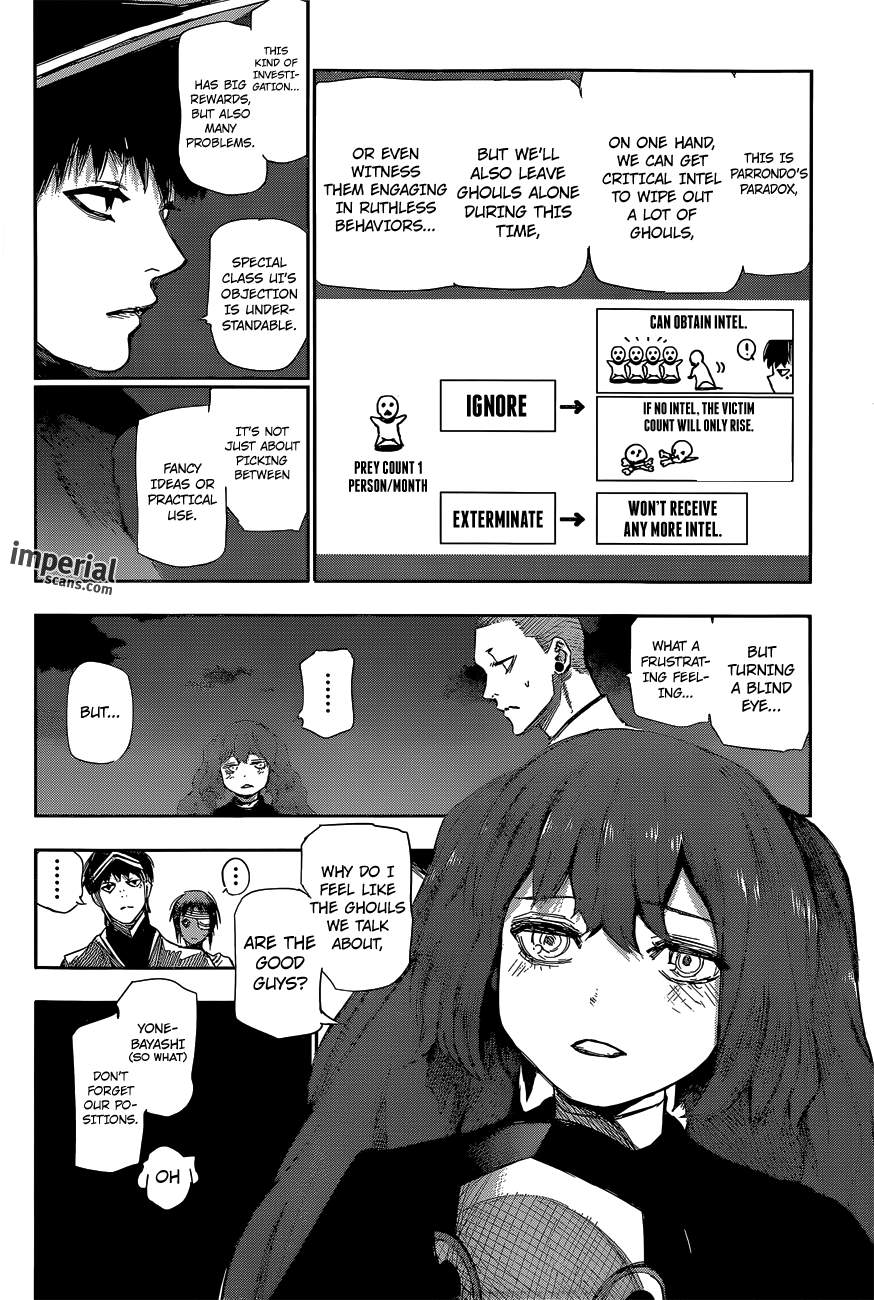 THIS IS
PARRONDO'S
PARADOX,
ON ONE HAND,
WE CAN GET
CRITICAL INTEL
TO WIPE OUT
A LOT OF
GHOULS,
BUT WE'LL
ALSO LEAVE
GHOULS ALONE
DURING THIS
TIME,
OR EVEN
WITNESS
THEM ENGAGING
IN RUTHLESS
BEHAVIORS...
PREY COUNT 1
PERSON/MONTH
IGNORE
CAN OBTAIN INTEL.
!
IF NO INTEL, THE VICTIM
COUNT WILL ONLY RISE.
EXTERMINATE
WON'T RECEIVE
ANY MORE INTEL.
THIS
KIND OF
INVESTI-
GATION...
HAS BIG
REWARDS,
BUT ALSO
MANY
PROBLEMS.
SPECIAL
CLASS UI'S
OBJECTION
IS UNDER-
STANDABLE.
IT'S NOT
JUST ABOUT
PICKING
BETWEEN
FANCY
IDEAS OR
PRACTICAL
USE.
imperial
scans.com
BUT
TURNING
A BLIND
EYE...
WHAT A
FRUSTRAT-
ING FEEL-
ING...
......
BUT...
WHY DO I
FEEL LIKE
THE GHOULS
WE TALK
ABOUT,
ARE THE
GOOD
GUYS?
...
....
YONE-
BAYASHI
(SO WHAT)
DON'T
FORGET
OUR PO-
SITIONS.
OH